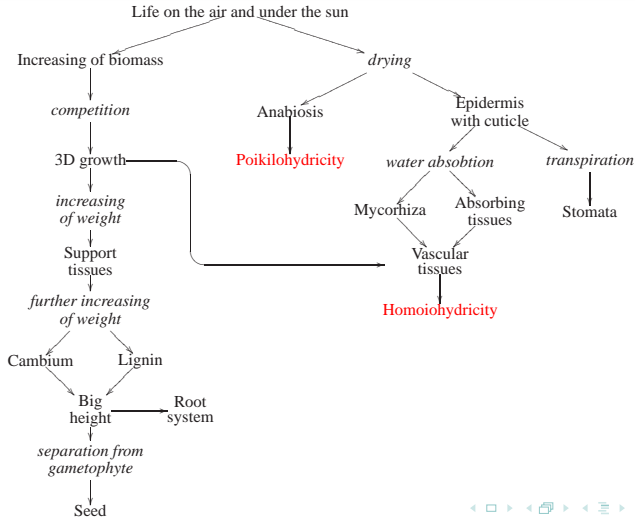 Life on the air and under the sun
Increasing of biomass
drying
competition
Anabiosis
Epidermis
with cuticle
3D growth
Poikilohydricity
water absobtion
transpiration
increasing
of weight
Mycorhiza
Absorbing
tissues
Stomata
Support
tissues
Vascular
tissues
further increasing
of weight
Homoiohydricity
Cambium
Lignin
Big
height
Root
system
separation from
gametophyte
Seed